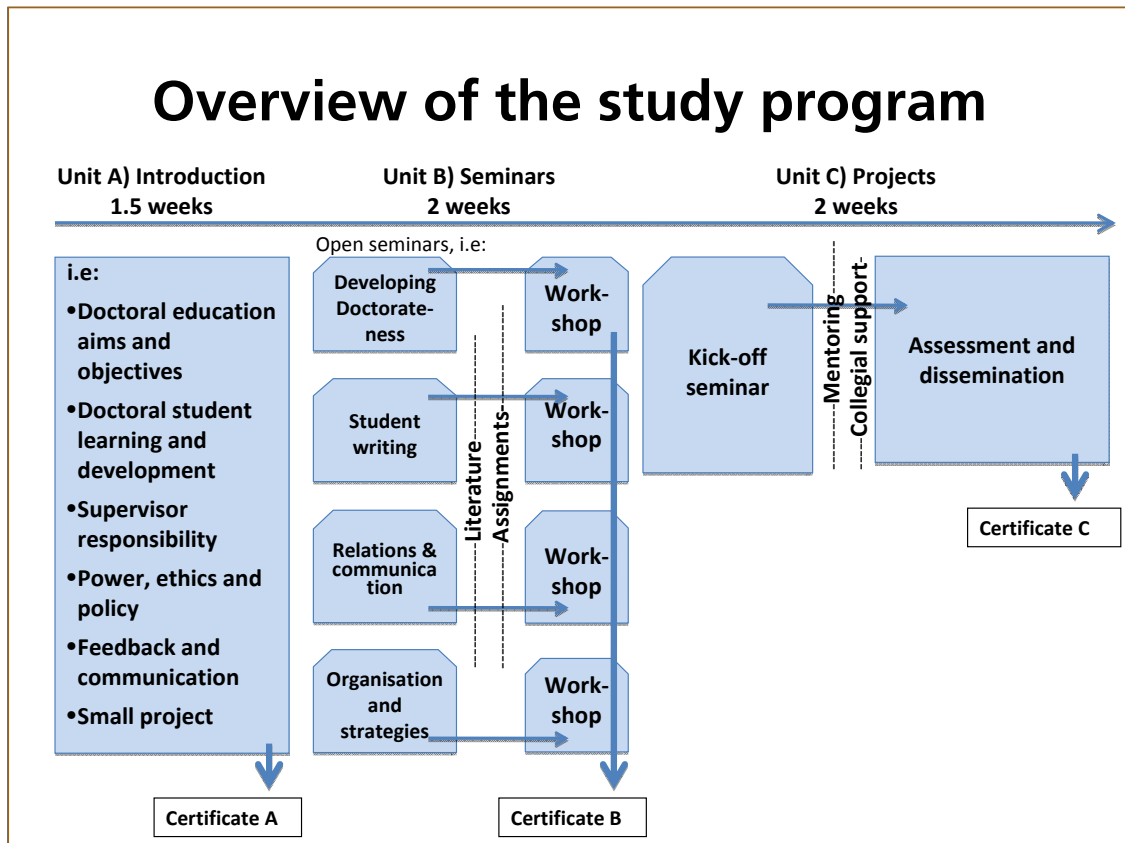 Overview of the study program
Unit A) Introduction
1.5 weeks
Unit B) Seminars
2 weeks
Unit C) Projects
2 weeks
i.e:
•Doctoral education
aims and
objectives
•Doctoral student
learning and
development
•Supervisor
responsibility
•Power, ethics and
policy
•Feedback and
communication
•Small project
Certificate A
Open seminars, i.e:
Developing
Doctorate-
ness
Student
writing
Relations &
communica
tion
Organisation
and
strategies
Literature
Assignments
Work-
shop
Work-
shop
Work-
shop
Work-
shop
Certificate B
Kick-off
seminar
Mentoring
Collegial support
Assessment and
dissemination
Certificate C